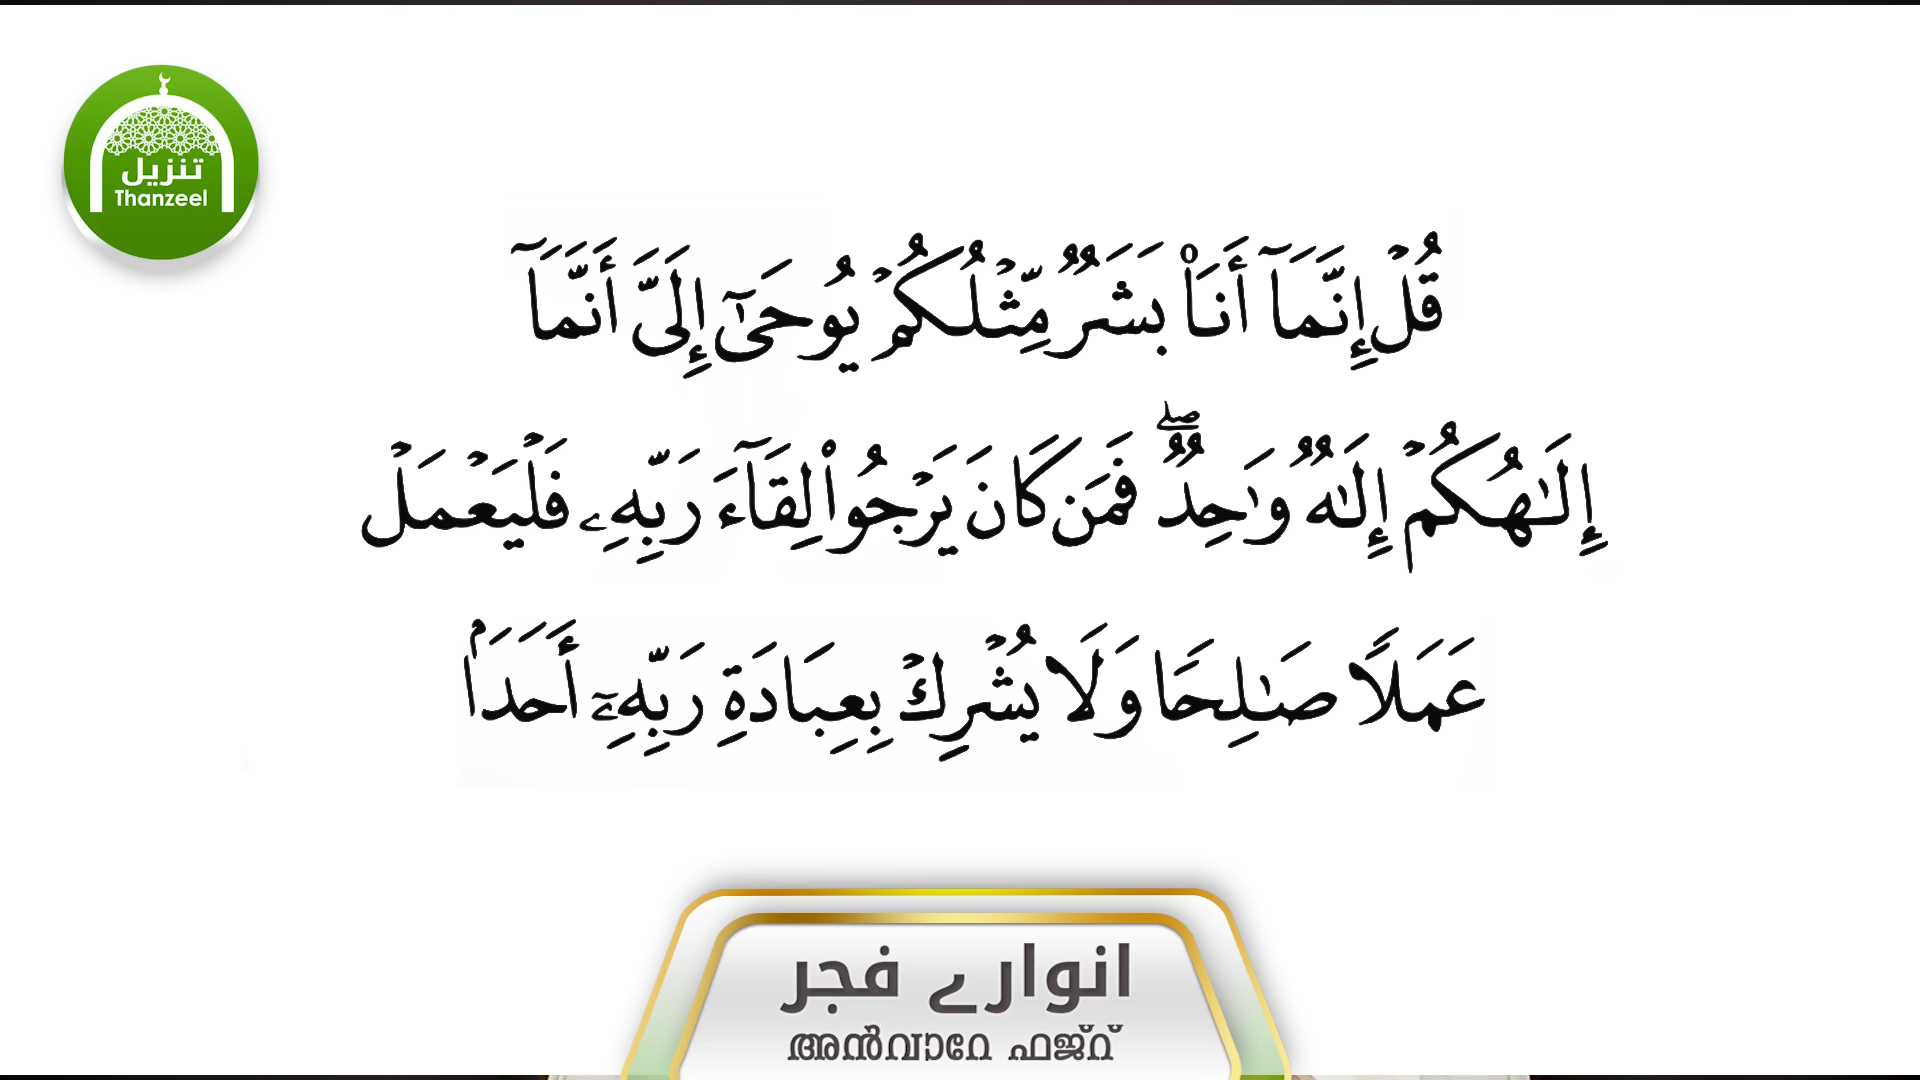 تنزيل
Thanzeel
قُلۡ إِنَّمَآ أَنَا۠ بَشَرٞ مِّثۡلُكُمۡ يُوحَىٰٓ إِلَيَّ أَنَّمَآ
إِلَٰهُكُمۡ إِلَٰهٞ وَٰحِدٞۖ فَمَن كَانَ يَرۡجُواْ لِقَآءَ رَبِّهِۦ فَلۡيَعۡمَلۡ
عَمَلٗا صَٰلِحٗا وَلَا يُشۡرِكۡ بِعِبَادَةِ رَبِّهِۦٓ أَحَدَۢا
انوارے فجر
അൻവാറേ ഫജ്റ്